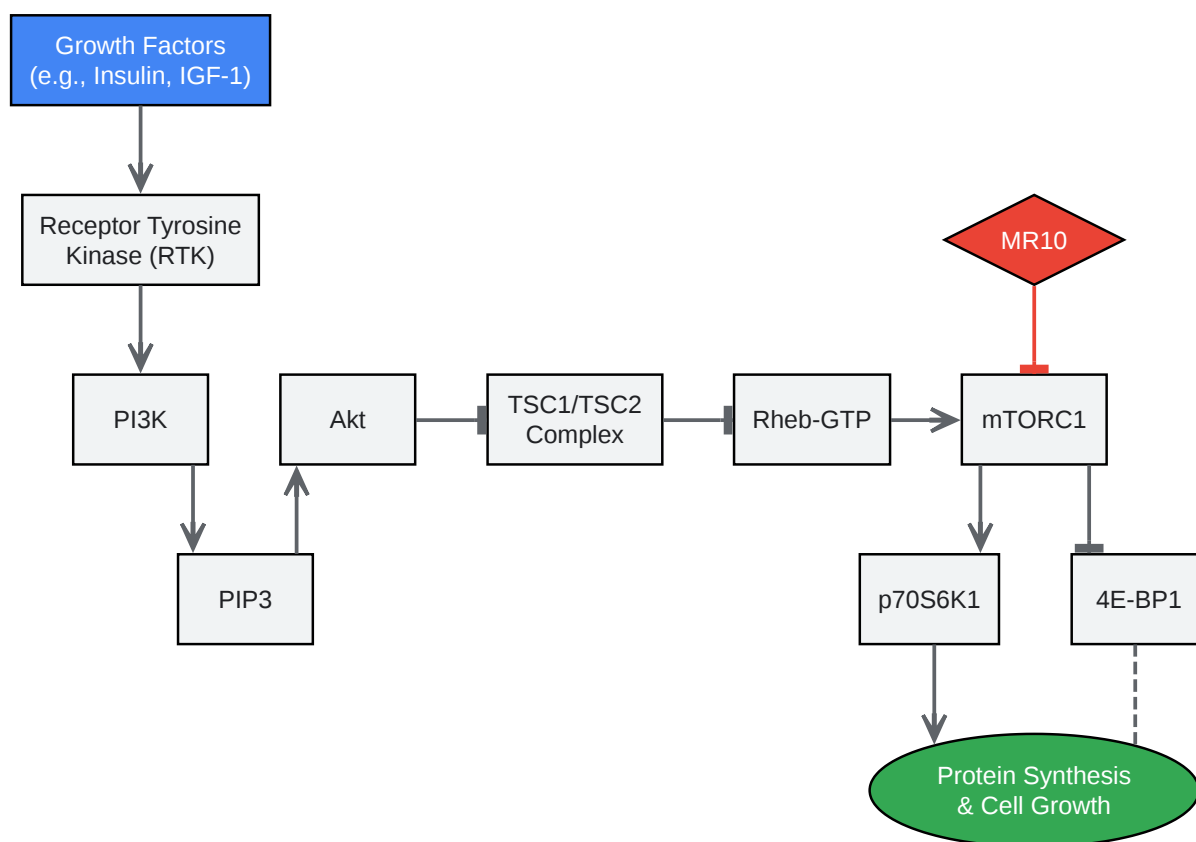 Growth Factors
(e.g., Insulin, IGF-1)
Receptor Tyrosine
Kinase (RTK)
MR10
PI3K
Akt
TSC1/TSC2
Complex
Rheb-GTP
mTORC1
PIP3
p70S6K1
4E-BP1
Protein Synthesis
& Cell Growth